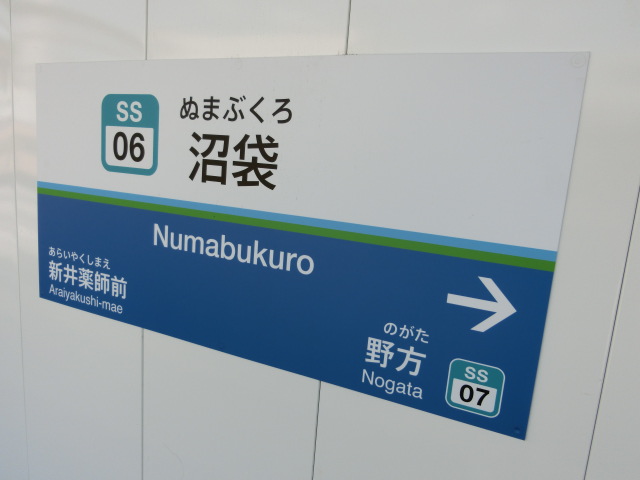 SS
06
ぬまぶくろ
沼袋
Numabukuro
あらいやくしまえ
新井薬師前
Araiyakushi-mae
のがた
野方
Nogata
SS
07